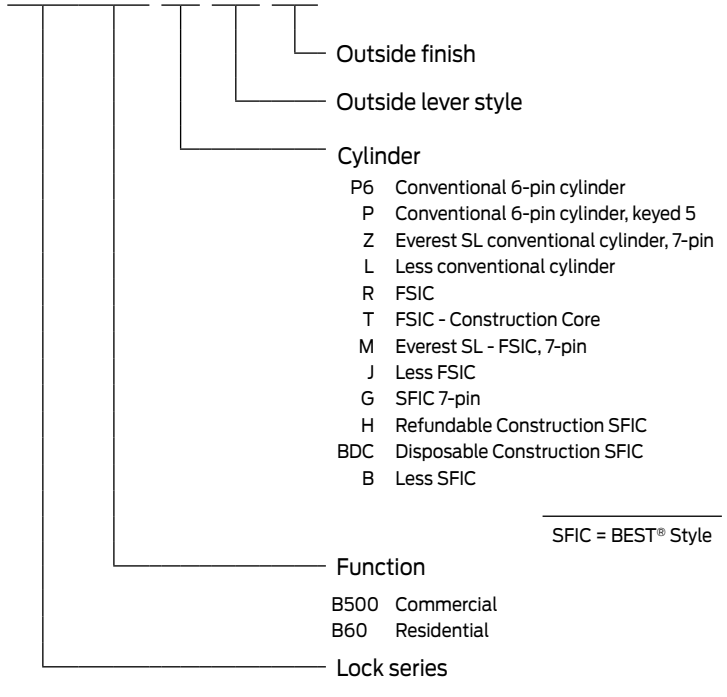 Outside finish
Outside lever style
Cylinder
P6 Conventional 6-pin cylinder
P Conventional 6-pin cylinder, keyed 5
Z Everest SL conventional cylinder, 7-pin
L Less conventional cylinder
R FSIC
T FSIC - Construction Core
M Everest SL - FSIC, 7-pin
J Less FSIC
G SFIC 7-pin
H Refundable Construction SFIC
BDC Disposable Construction SFIC
B Less SFIC
SFIC = BEST® Style
Function
B500 Commercial
B60 Residential
Lock series